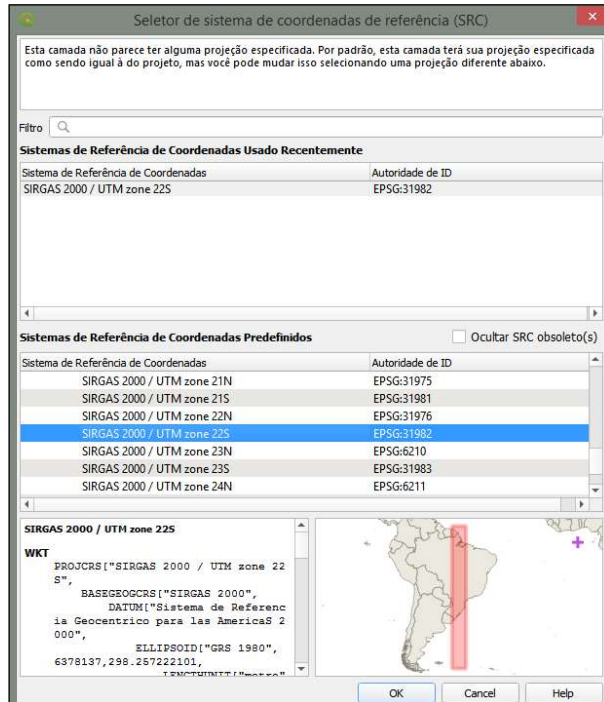 Seletor de sistema de coordenadas de referência (SRC)
Esta camada não parece ter alguma projeção especificada. Por padrão, esta camada terá sua projeção especificada
como sendo igual à do projeto, mas você pode mudar isso selecionando uma projeção diferente abaixo.
Filtro
Sistemas de Referência de Coordenadas Usado Recentemente
Sistema de Referência de Coordenadas Autoridade de ID
SIRGAS 2000 / UTM zone 22S EPSG:31982
Sistemas de Referência de Coordenadas Predefinidos Ocultar SRC obsoleto(s)
Sistema de Referência de Coordenadas Autoridade de ID
SIRGAS 2000 / UTM zone 21N EPSG:31975
SIRGAS 2000 / UTM zone 21S EPSG:31981
SIRGAS 2000 / UTM zone 22N EPSG:31976
SIRGAS 2000 / UTM zone 22S EPSG:31982
SIRGAS 2000 / UTM zone 23N EPSG:6210
SIRGAS 2000 / UTM zone 23S EPSG:31983
SIRGAS 2000 / UTM zone 24N EPSG:6211
SIRGAS 2000 / UTM zone 22S
WKT
PROJCRS["SIRGAS 2000 / UTM zone 22
S",
BASEGEOGCRS["SIRGAS 2000",
DATUM["Sistema de Referenc
ia Geocentrico para las AmericaS 2
000",
ELLIPSOID["GRS 1980",
6378137,298.257222101,
LENGTHUNIT["metre"
OK Cancel Help